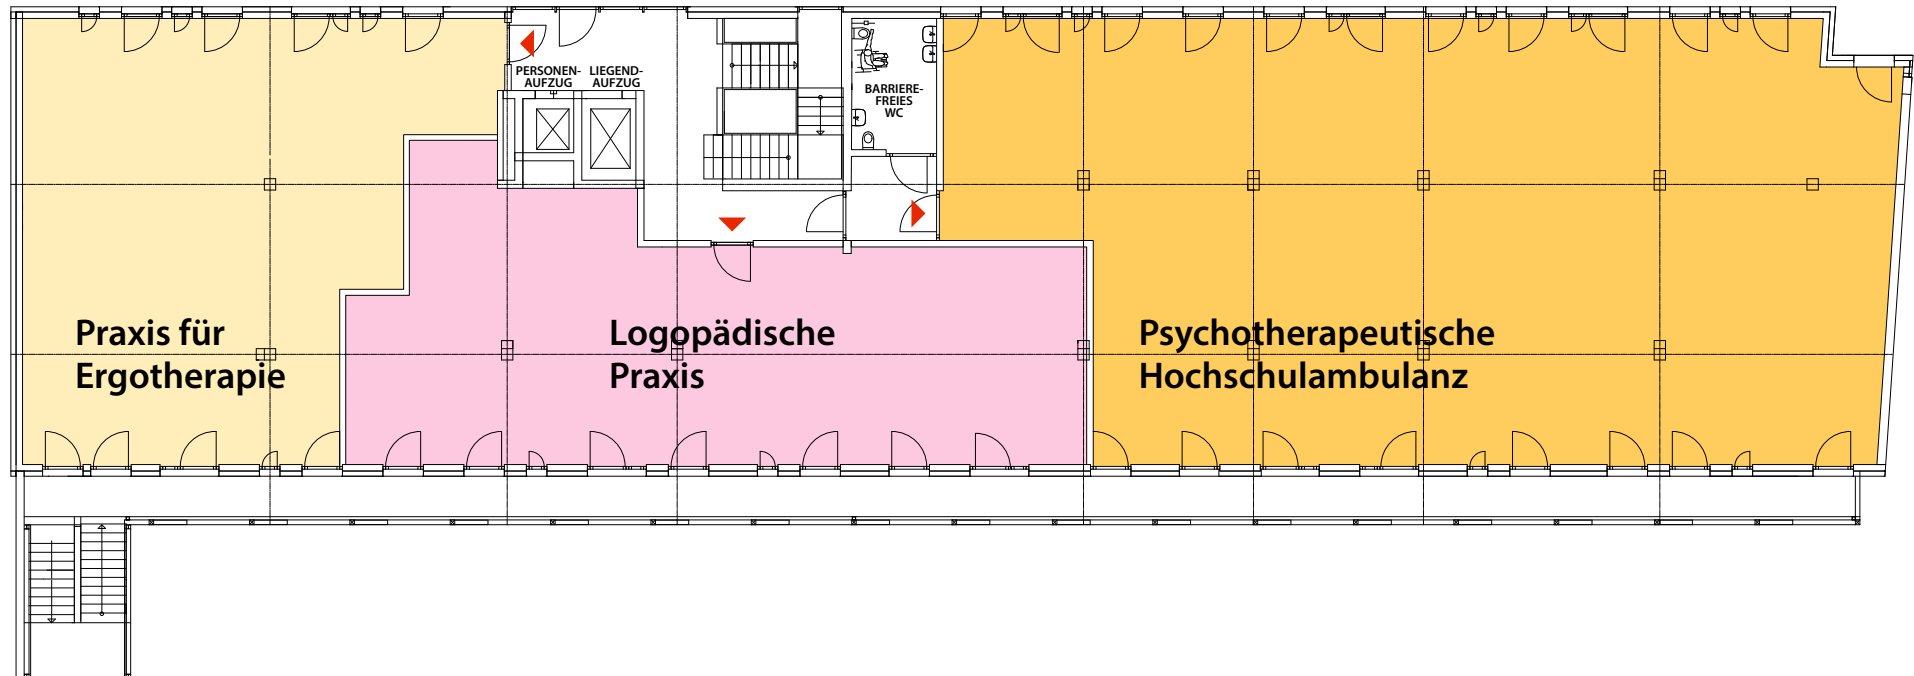 PERSONEN-
AUFZUG
LIEGEND-
AUFZUG
BARRIERE-
FREIES
WC
Praxis für
Ergotherapie
Logopädische
Praxis
Psychotherapeutische
Hochschulambulanz